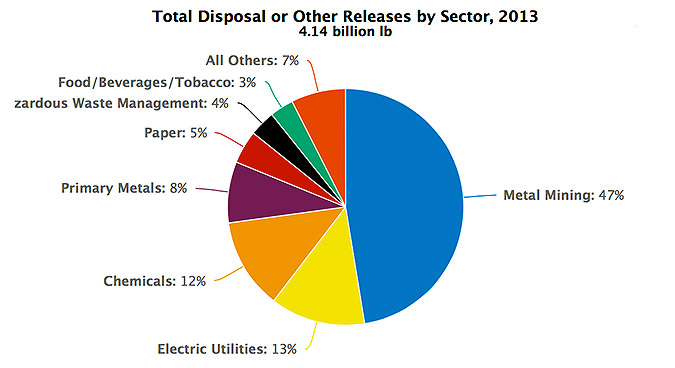 Total Disposal or Other Releases by Sector, 2013
4.14 billion lb
All Others: 7%
Food/Beverages/Tobacco: 3%
zardous Waste Management: 4%
Paper: 5%
Primary Metals: 8%
Metal Mining: 47%
Chemicals: 12%
Electric Utilities: 13%